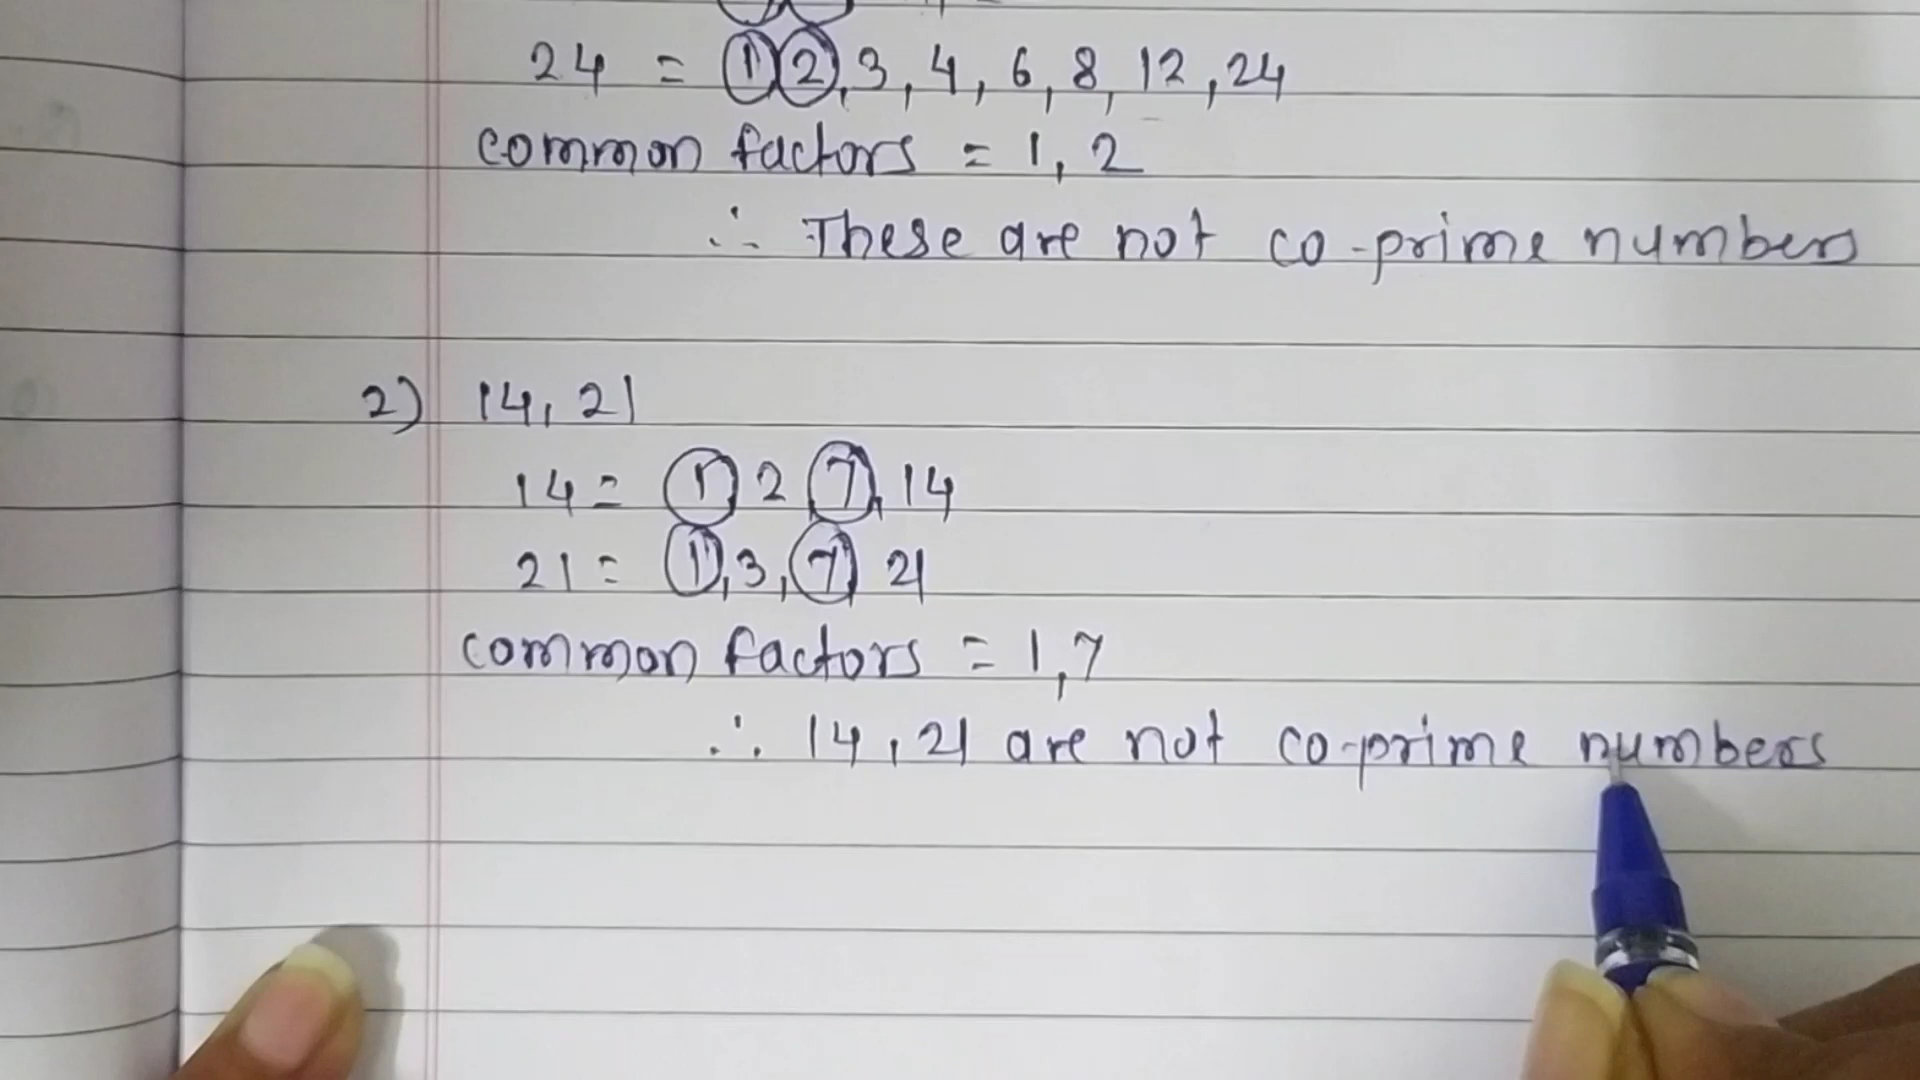 24 = 1 2, 3, 4, 6, 8, 12, 24
common factors = 1, 2
∴ These are not co-prime numbers
2) 14, 21
14 = 1, 2 7, 14
21 = 1, 3, 7, 21
common factors = 1, 7
∴ 14, 21 are not co-prime numbers